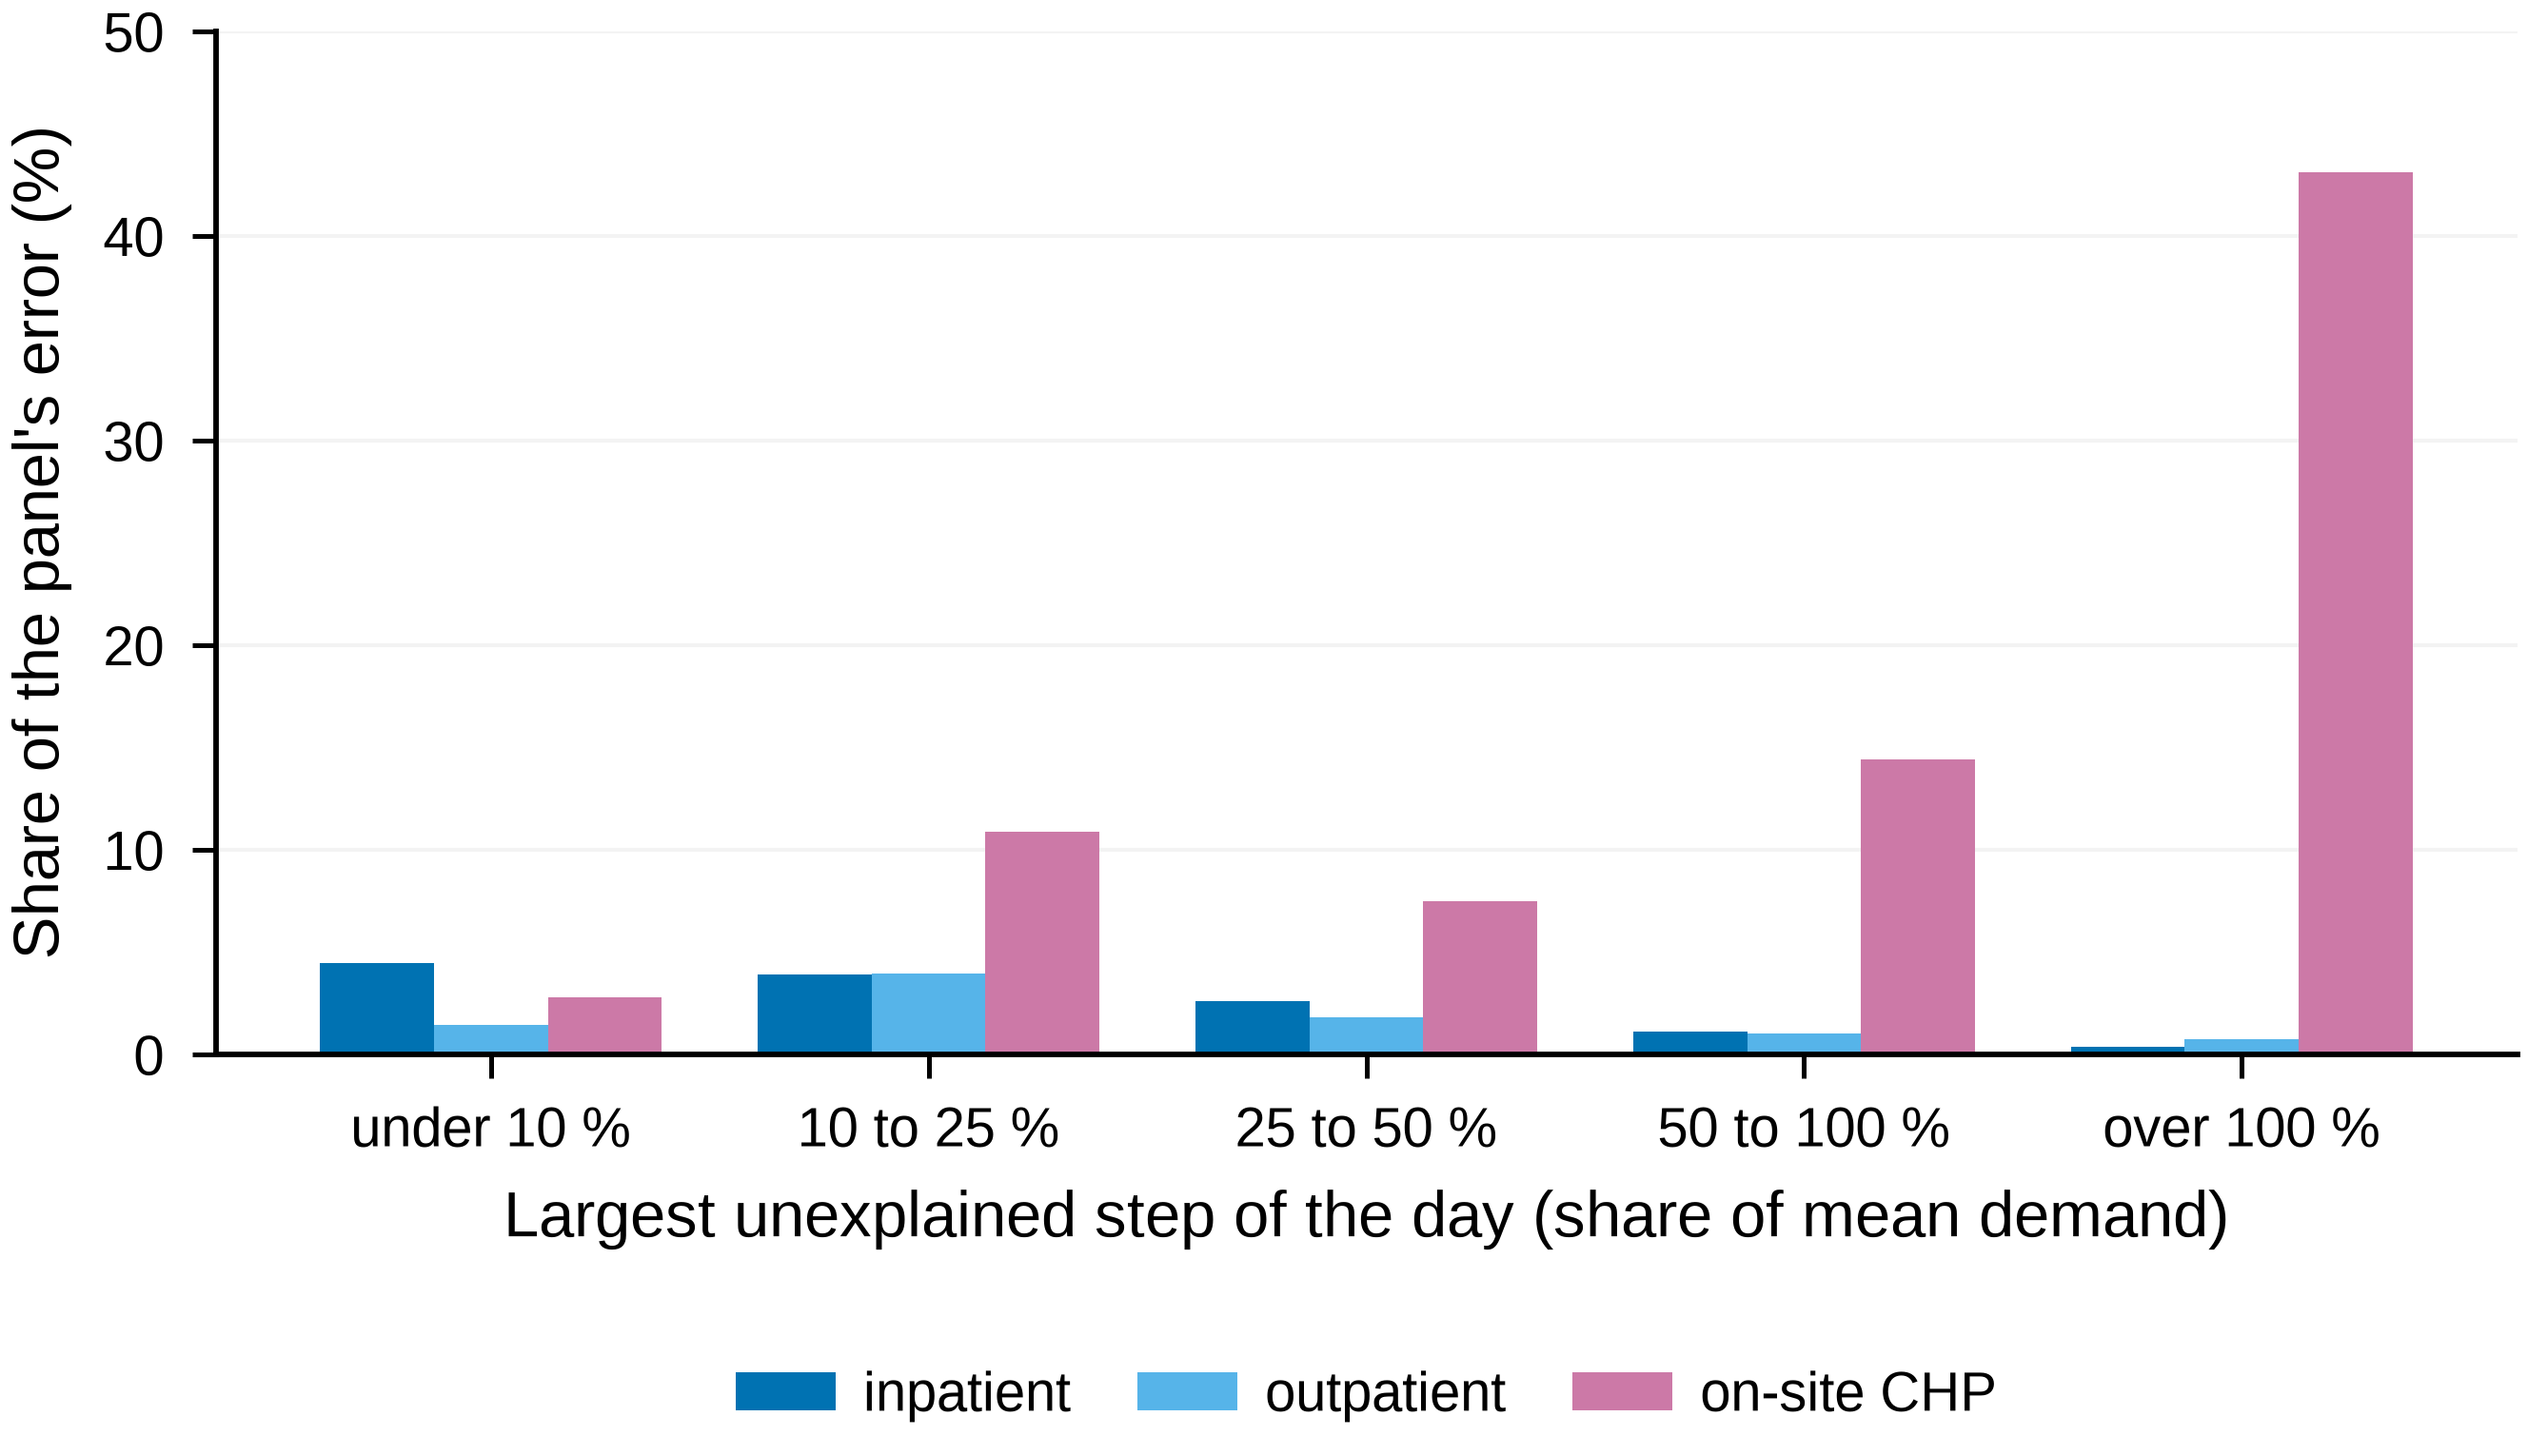 Share of the panel's error (%)
50
40
30
20
10
0
under 10 %
10 to 25 %
25 to 50 %
50 to 100 %
over 100 %
Largest unexplained step of the day (share of mean demand)
inpatient
outpatient
on-site CHP